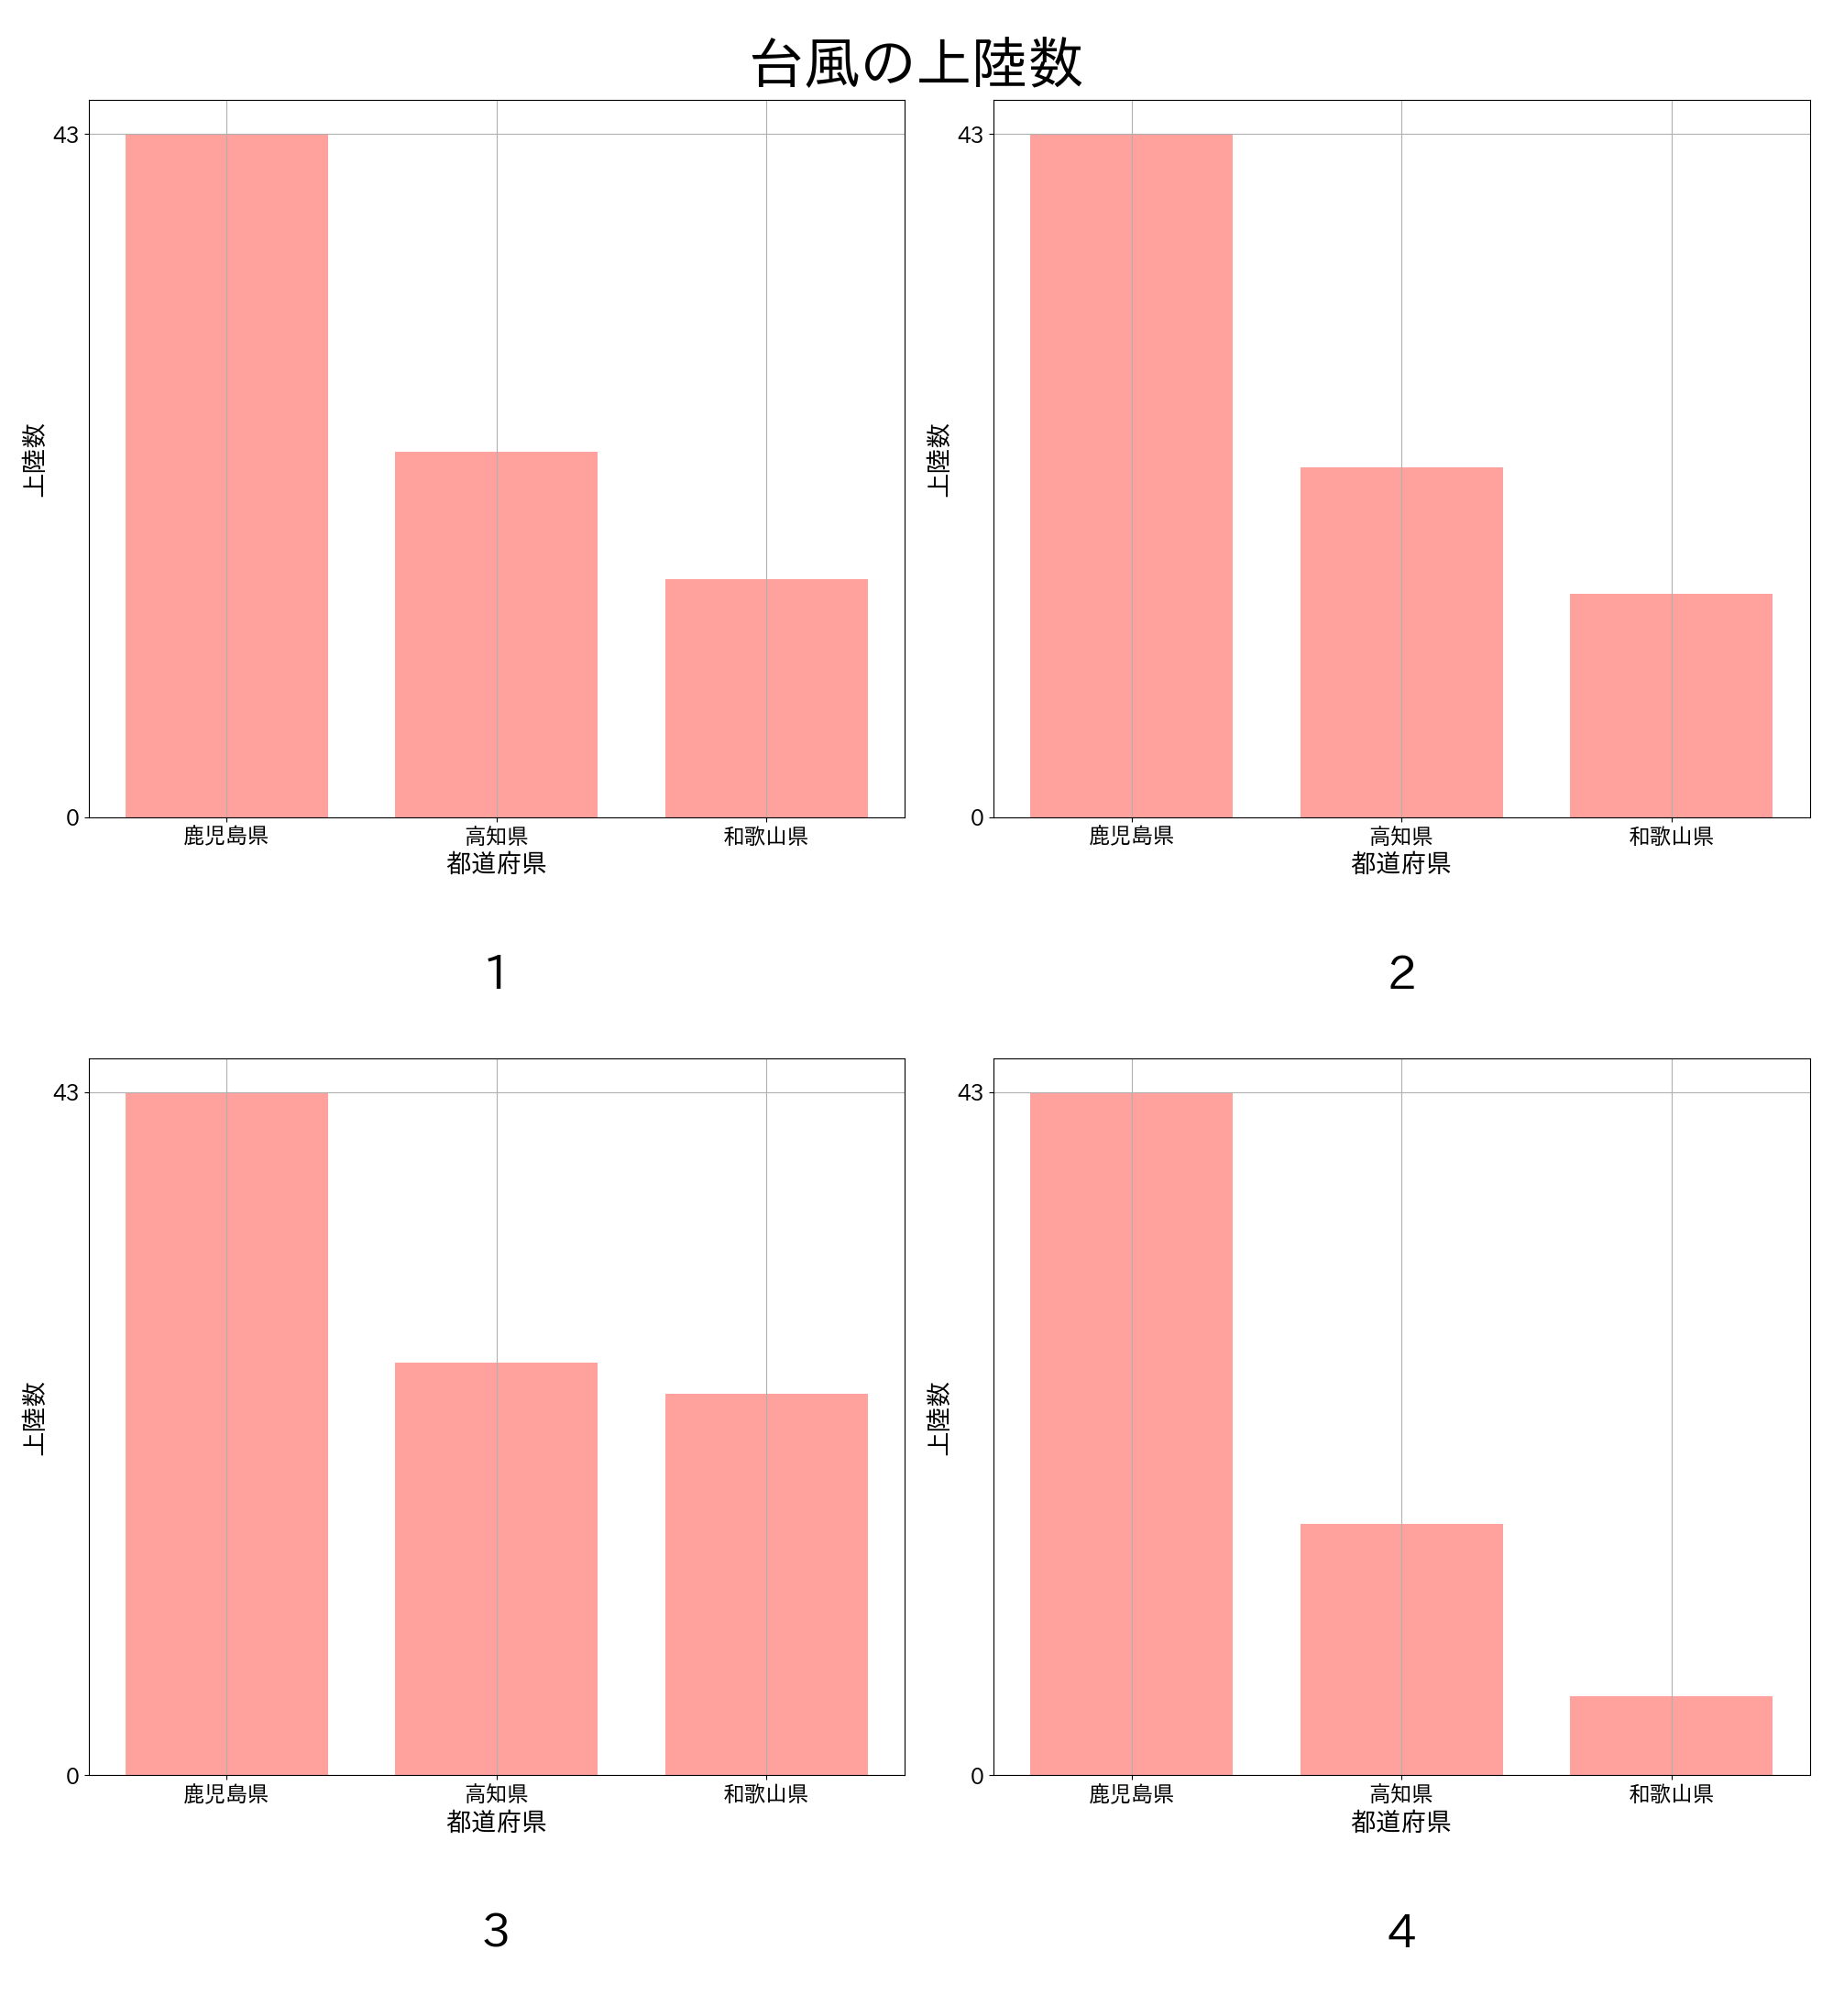 台風の上陸数
43
0
上陸数
鹿児島県 高知県 和歌山県
都道府県
1
43
0
上陸数
鹿児島県 高知県 和歌山県
都道府県
2
43
0
上陸数
鹿児島県 高知県 和歌山県
都道府県
3
43
0
上陸数
鹿児島県 高知県 和歌山県
都道府県
4